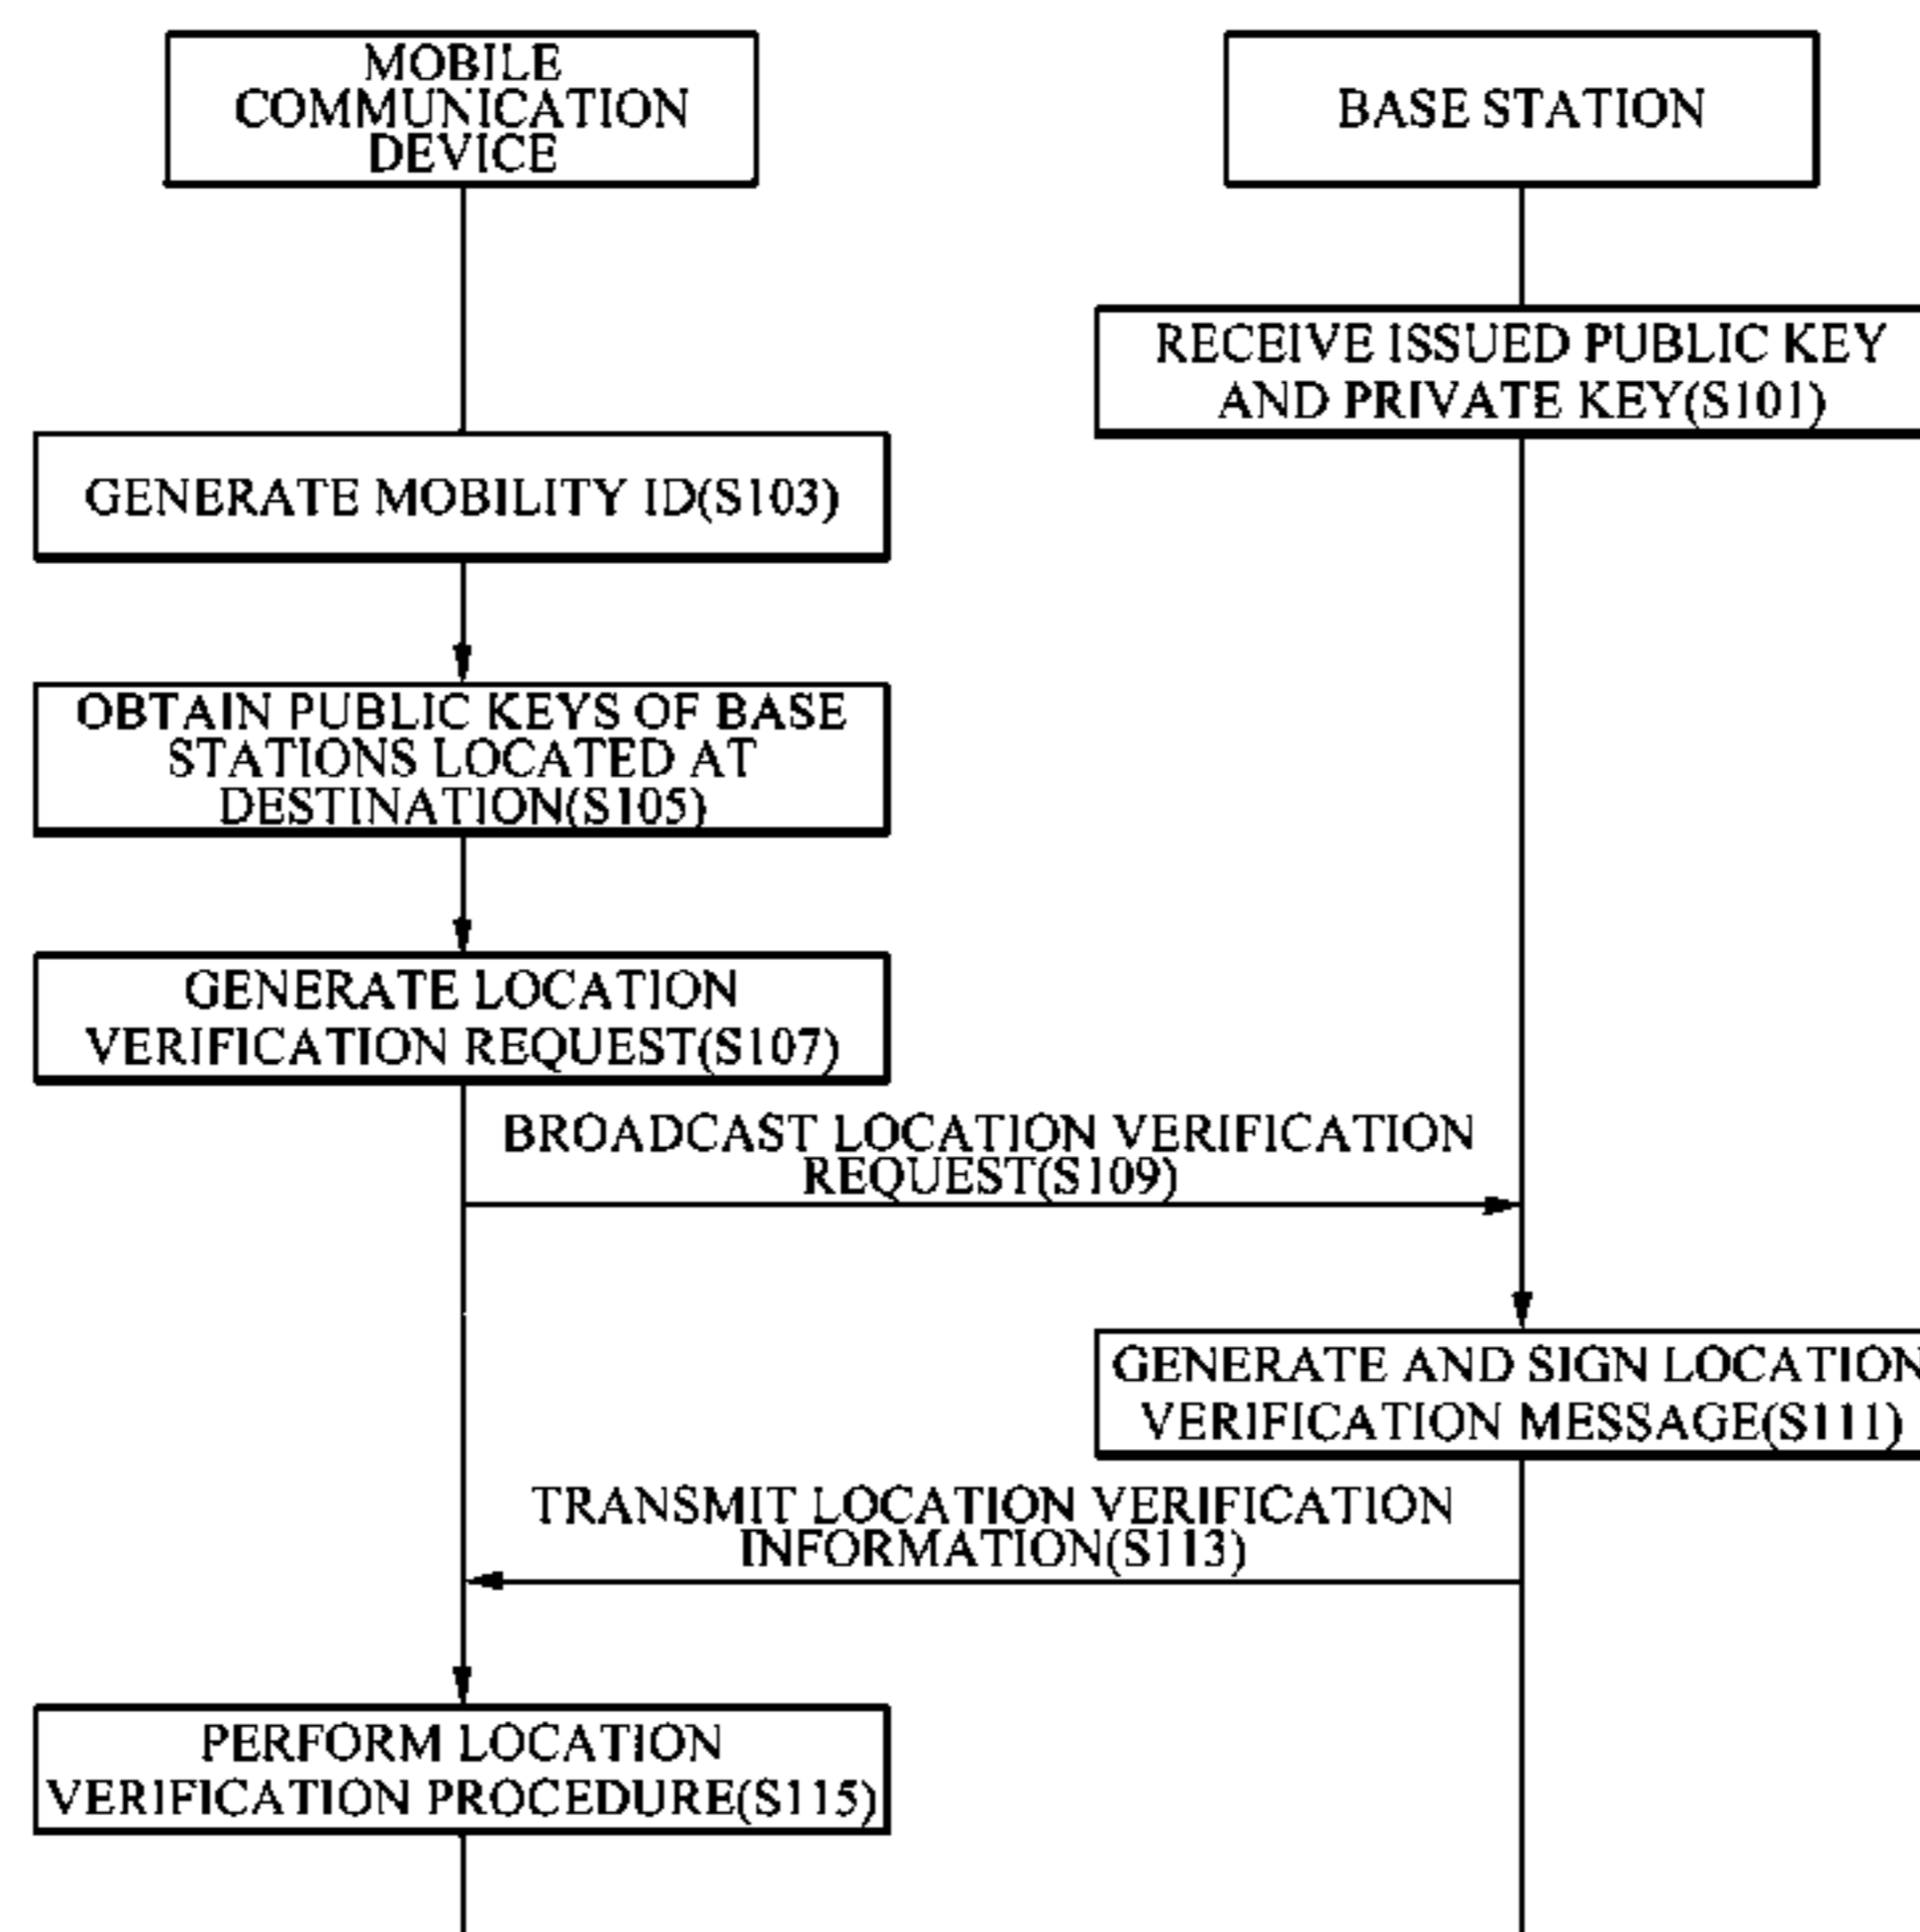 MOBILE
COMMUNICATION
DEVICE
BASE STATION
RECEIVE ISSUED PUBLIC KEY
AND PRIVATE KEY(S101)
GENERATE MOBILITY ID(S103)
OBTAIN PUBLIC KEYS OF BASE
STATIONS LOCATED AT
DESTINATION(S105)
GENERATE LOCATION
VERIFICATION REQUEST(S107)
BROADCAST LOCATION VERIFICATION
REQUEST(S109)
GENERATE AND SIGN LOCATION
VERIFICATION MESSAGE(S111)
TRANSMIT LOCATION VERIFICATION
INFORMATION(S113)
PERFORM LOCATION
VERIFICATION PROCEDURE(S115)